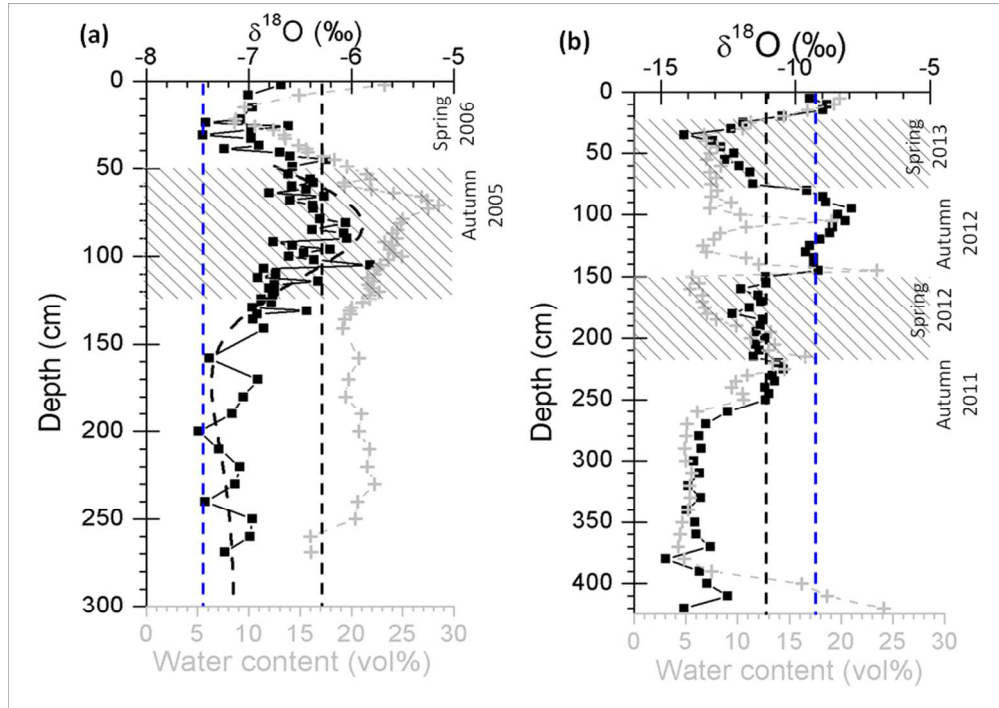 (a)
δ18O (‰)
-8 -7 -6 -5
0
50
100
150
200
250
300
Depth (cm)
0 5 10 15 20 25 30
Water content (vol%)
Spring
2006
Autumn
2005
(b)
δ18O (‰)
-15 -10 -5
0
50
100
150
200
250
300
350
400
Depth (cm)
0 5 10 15 20 25 30
Water content (vol%)
Spring
2013
Autumn
2012
Spring
2012
Autumn
2011